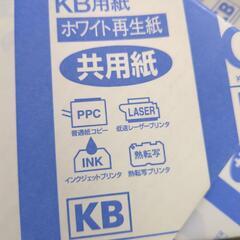 KB用紙
ホワイト再生紙
共用紙
PPC
普通紙コピー
LASER
低速レーザープリンタ
INK
インクジェットプリンタ
熱転写
熱転写プリンタ
KB